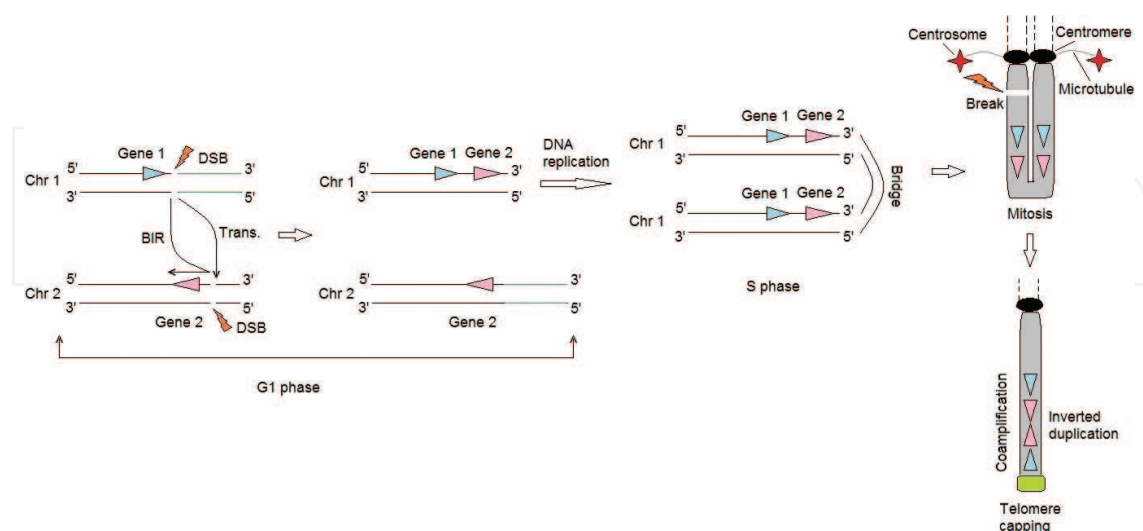 5'
Gene 1
DSB
3'
Chr 1
3'
5'
BIR
Trans.
5'
3'
Chr 2
3'
5'
Gene 2
DSB
G1 phase
5'
Gene 1
Gene 2
3'
Chr 1
3'
5'
5'
3'
Chr 2
3'
5'
Gene 2
DNA
replication
Gene 1
Gene 2
5'
3'
Chr 1
3'
5'
Gene 1
Gene 2
5'
3'
Chr 1
3'
5'
Bridge
S phase
Centrosome
Centromere
Microtubule
Break
Mitosis
Coamplification
Inverted
duplication
Telomere
capping